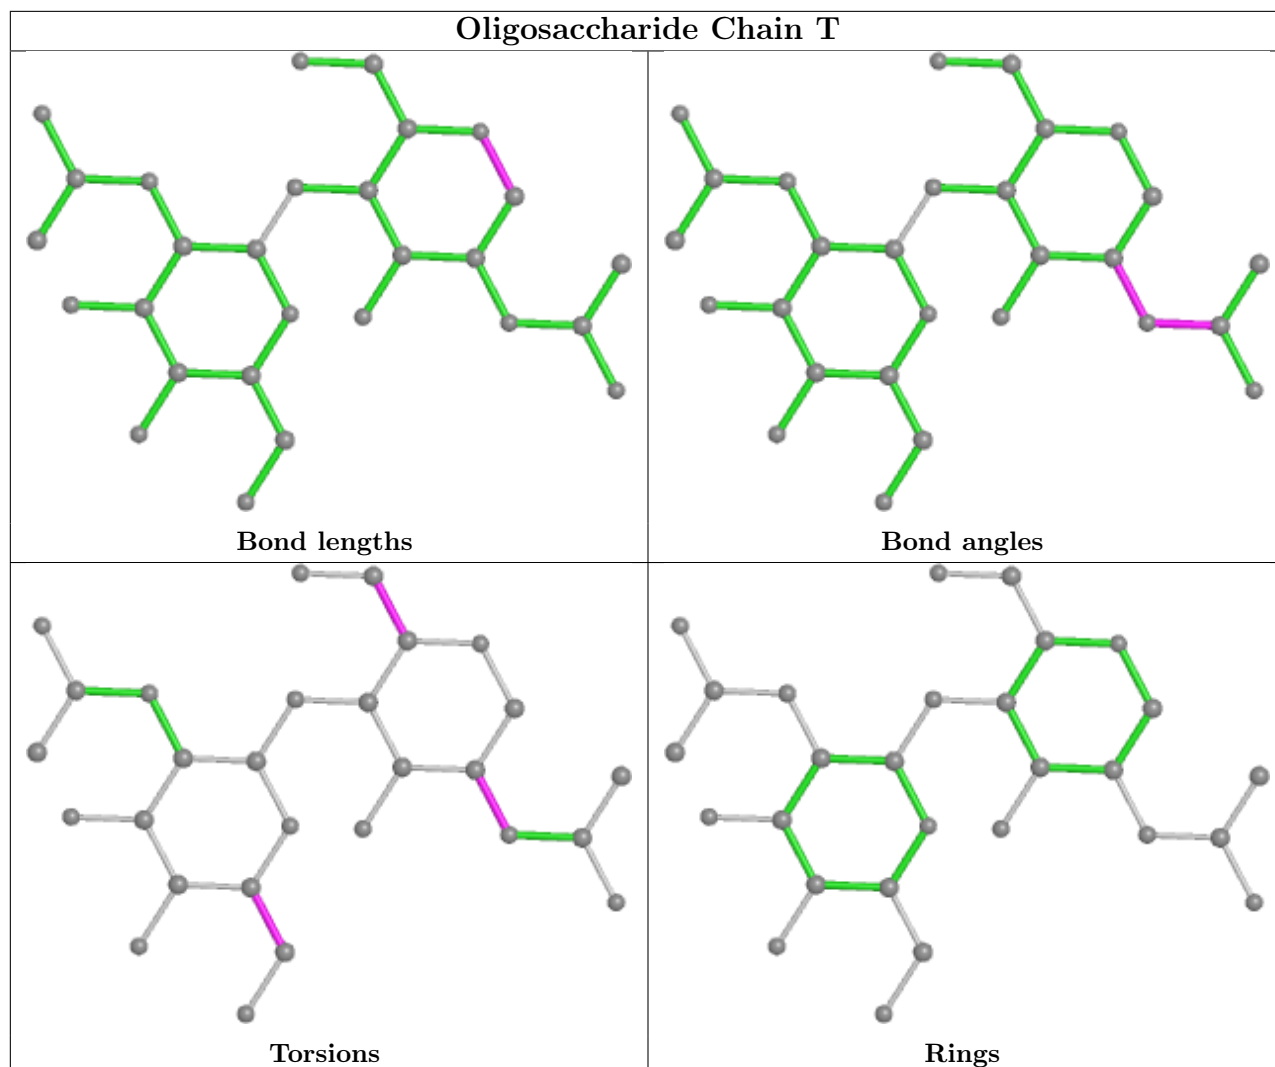 Oligosaccharide Chain T
Bond lengths
Bond angles
Torsions
Rings